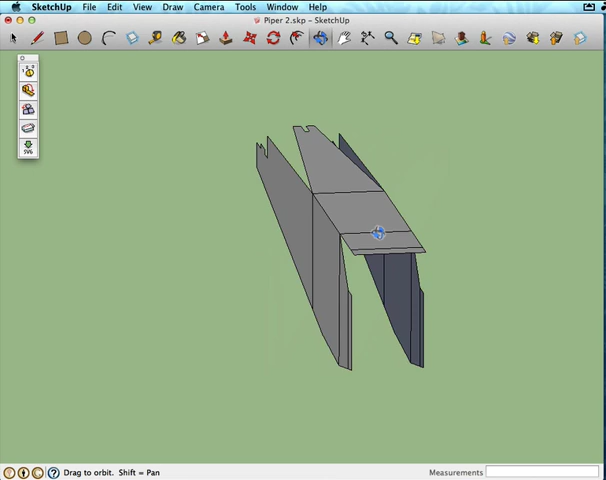 SketchUp File Edit View Draw Camera Tools Window Help
Piper 2.skp - SketchUp
SVG
Drag to orbit. Shift = Pan
Measurements